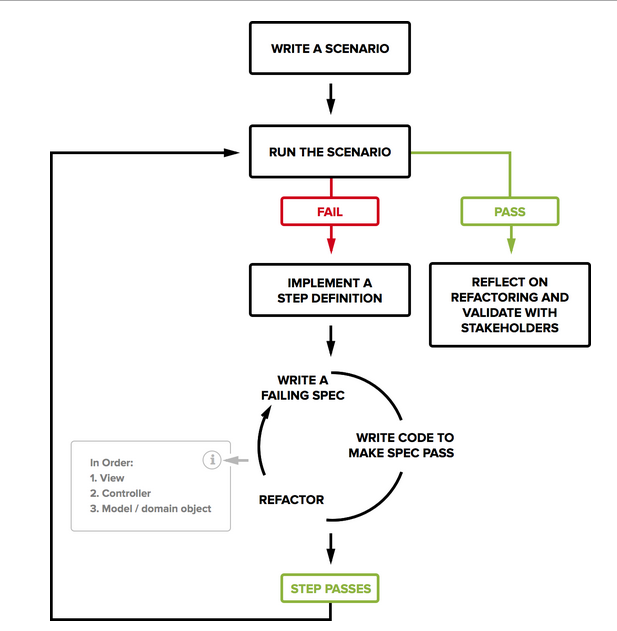 WRITE A SCENARIO
RUN THE SCENARIO
FAIL
PASS
IMPLEMENT A
STEP DEFINITION
REFLECT ON
REFACTORING AND
VALIDATE WITH
STAKEHOLDERS
WRITE A
FAILING SPEC
WRITE CODE TO
MAKE SPEC PASS
REFACTOR
i
In Order:
1. View
2. Controller
3. Model / domain object
STEP PASSES